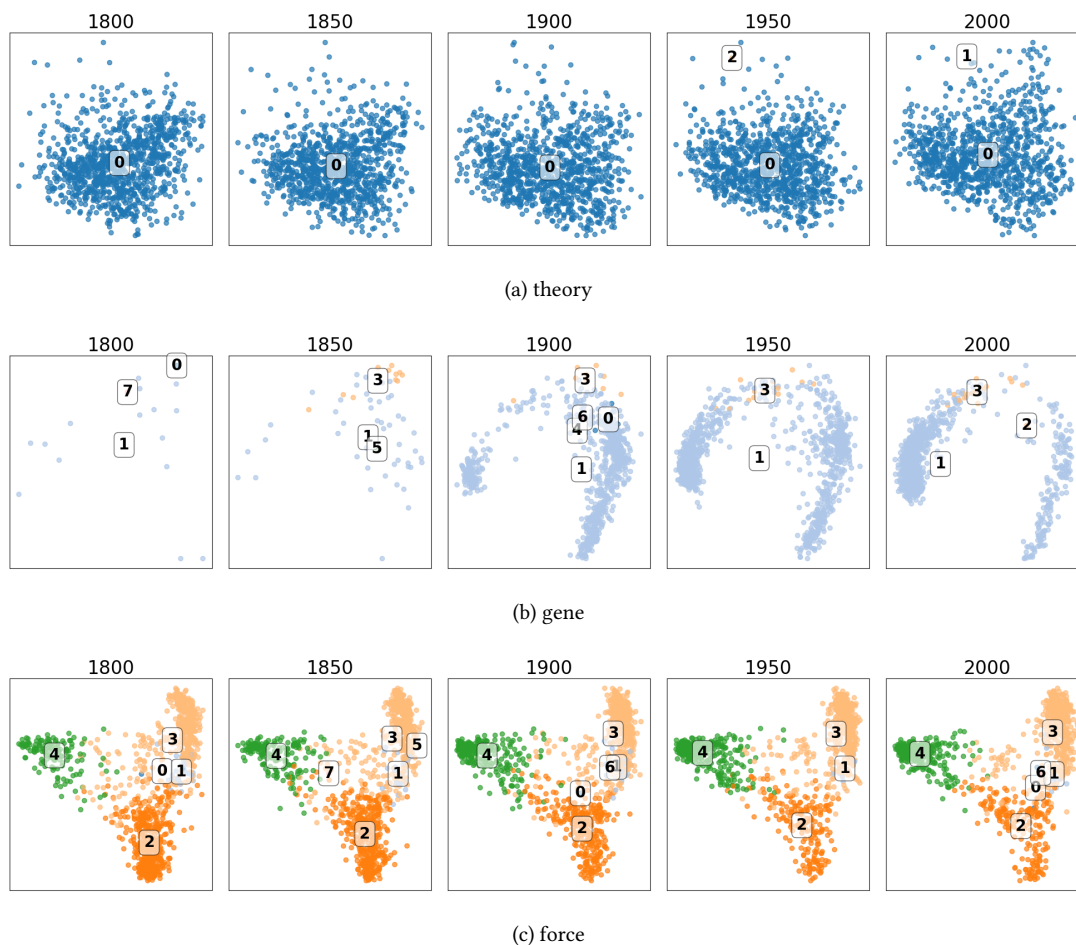 1800 1850 1900 1950 2000
2 1
0 0 0 0 0
(a) theory
1800 1850 1900 1950 2000
0
7 3 3 3 3
6 0 2
1 1 4
5 1 1 1
(b) gene
1800 1850 1900 1950 2000
3 3 5 3 3 3
4 4 4 4 4
0 1 7 1 6 1 1 6 1
0 0
2 2 2 2 2
(c) force